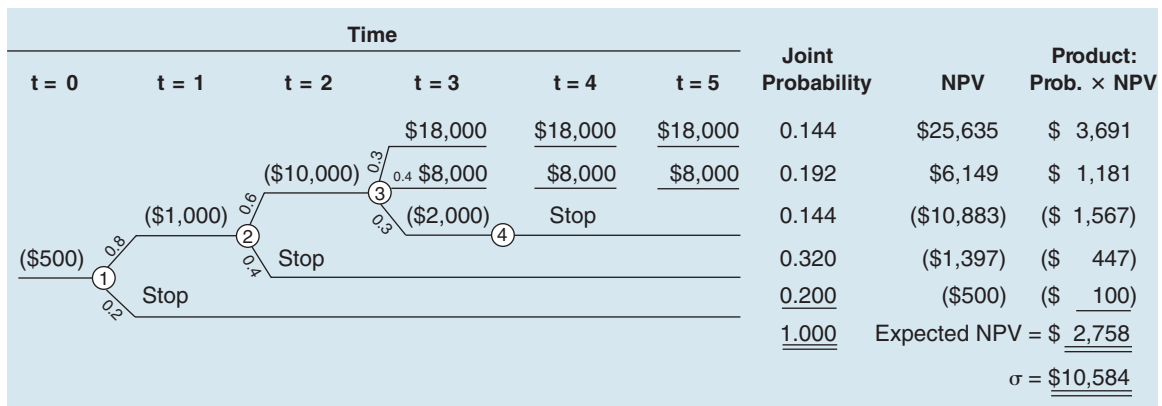 Time
Joint Product:
t = 0 t = 1 t = 2 t = 3 t = 4 t = 5 Probability NPV Prob. × NPV
$18,000 $18,000 $18,000 0.144 $25,635 $ 3,691
0.3
($10,000) 0.4 $8,000 $8,000 $8,000 0.192 $6,149 $ 1,181
3
0.6
($1,000) 0.3 ($2,000) Stop 0.144 ($10,883) ($ 1,567)
2 4
0.8
($500) 0.4 Stop 0.320 ($1,397) ($ 447)
1
0.2 Stop 0.200 ($500) ($ 100)
1.000 Expected NPV = $ 2,758
σ = $10,584